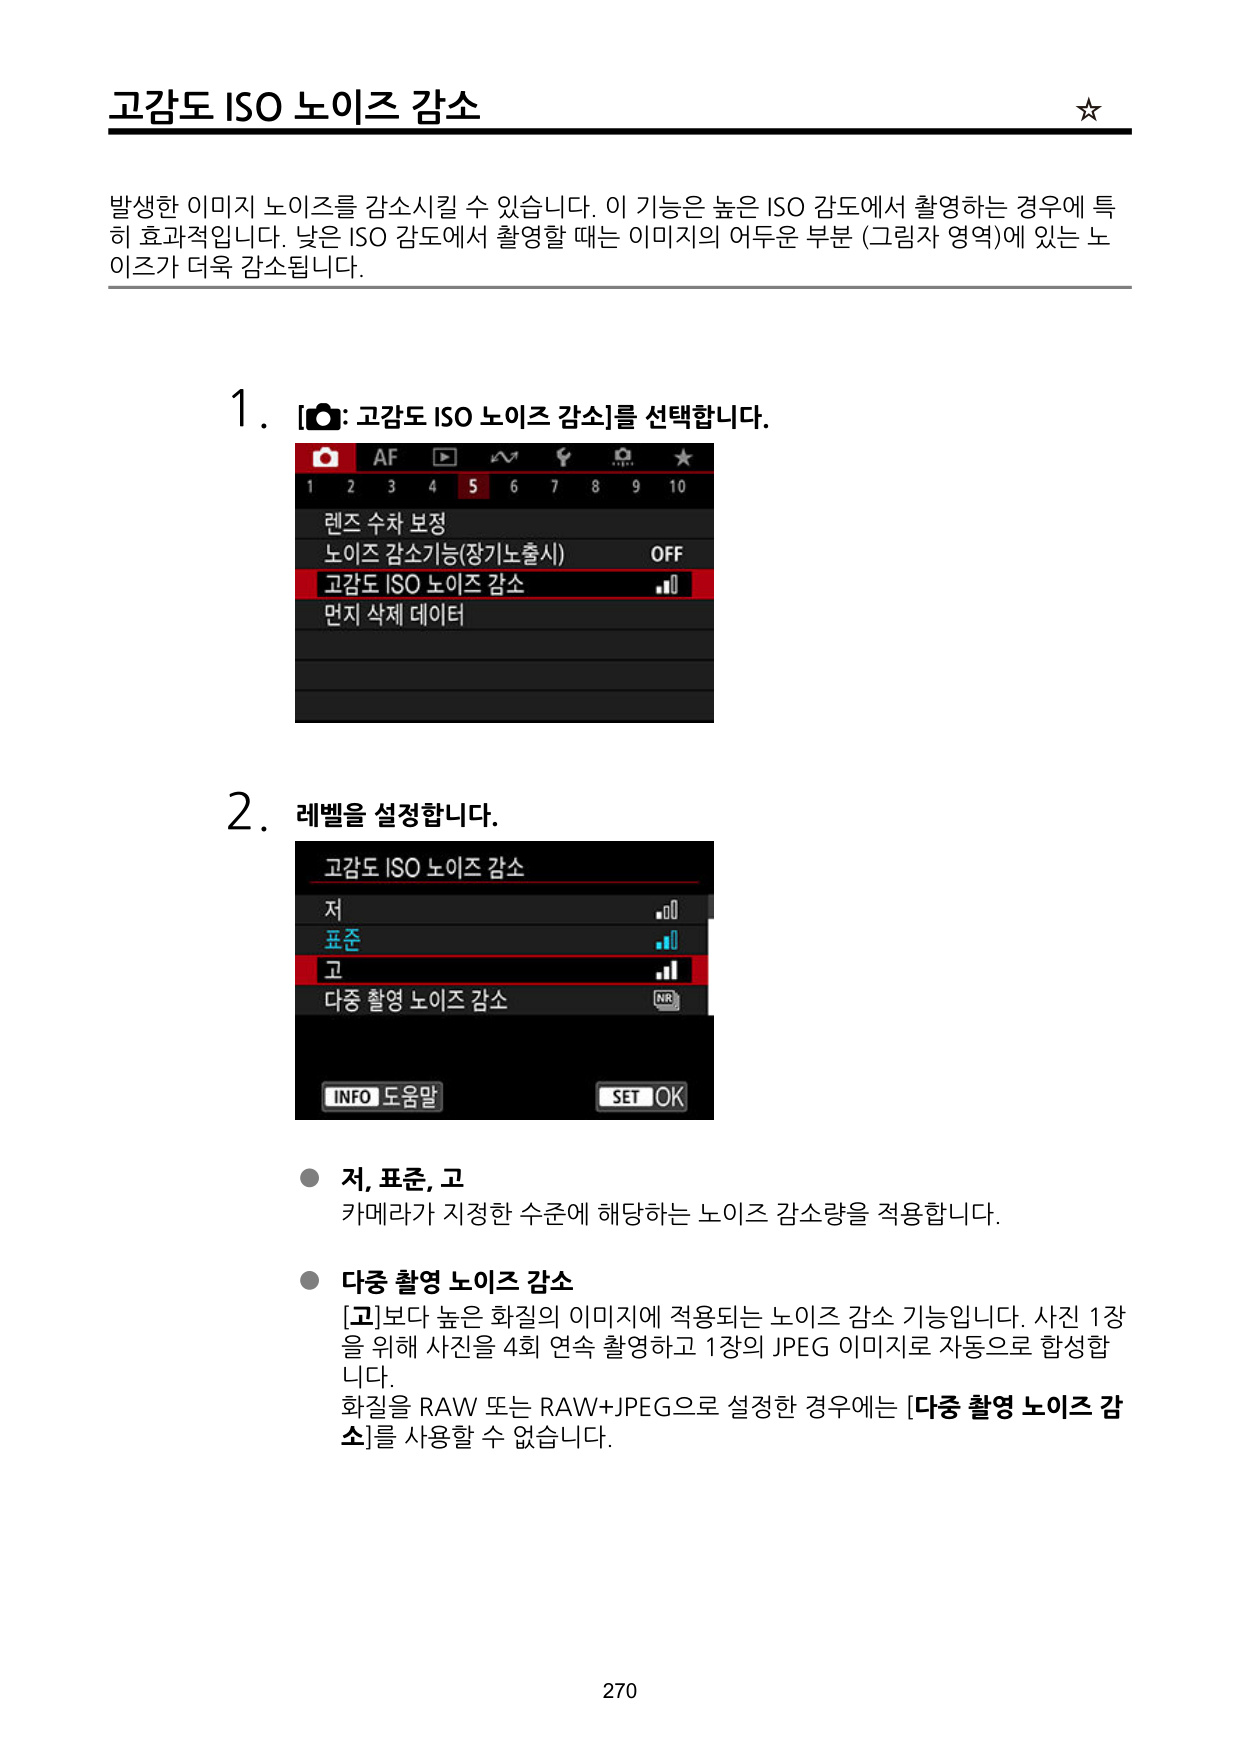 고감도 ISO 노이즈 감소 ☆
발생한 이미지 노이즈를 감소시킬 수 있습니다. 이 기능은 높은 ISO 감도에서 촬영하는 경우에 특
히 효과적입니다. 낮은 ISO 감도에서 촬영할 때는 이미지의 어두운 부분 (그림자 영역)에 있는 노
이즈가 더욱 감소됩니다.
1. [: 고감도 ISO 노이즈 감소]를 선택합니다.
AF
1 2 3 4 5 6 7 8 9 10
렌즈 수차 보정
노이즈 감소기능(장기노출시) OFF
고감도 ISO 노이즈 감소
먼지 삭제 데이터
2. 레벨을 설정합니다.
고감도 ISO 노이즈 감소
저
표준
고
다중 촬영 노이즈 감소 NR
INFO 도움말 SET OK
● 저, 표준, 고
카메라가 지정한 수준에 해당하는 노이즈 감소량을 적용합니다.
● 다중 촬영 노이즈 감소
[고]보다 높은 화질의 이미지에 적용되는 노이즈 감소 기능입니다. 사진 1장
을 위해 사진을 4회 연속 촬영하고 1장의 JPEG 이미지로 자동으로 합성합
니다.
화질을 RAW 또는 RAW+JPEG으로 설정한 경우에는 [다중 촬영 노이즈 감
소]를 사용할 수 없습니다.
270